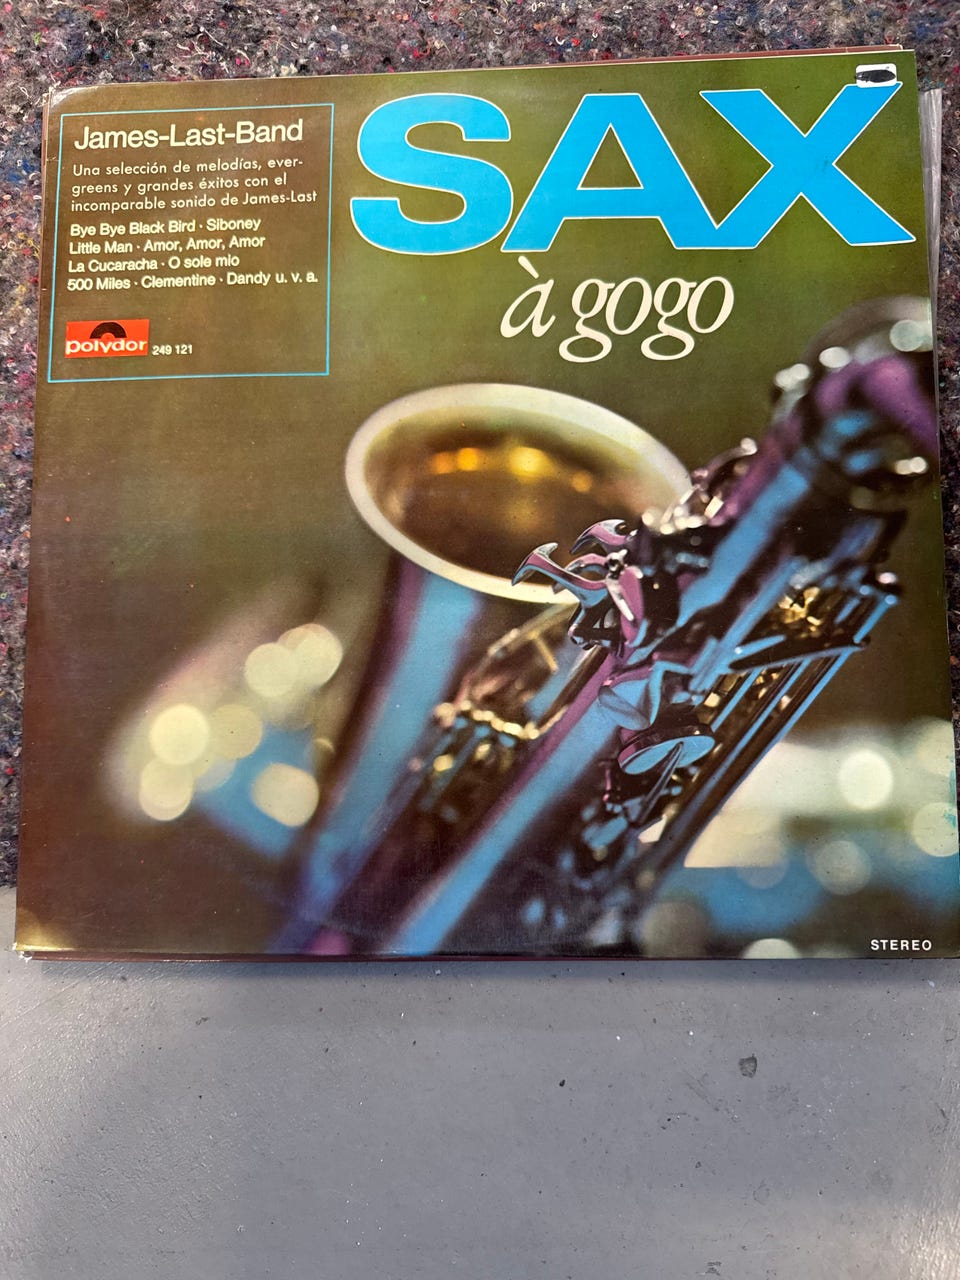 James-Last-Band
Una selección de melodías, ever-
greens y grandes éxitos con el
incomparable sonido de James-Last
Bye Bye Black Bird · Siboney
Little Man · Amor, Amor, Amor
La Cucaracha · O sole mio
500 Miles · Clementine · Dandy u. v. a.
polydor 249 121
SAX
à gogo
STEREO